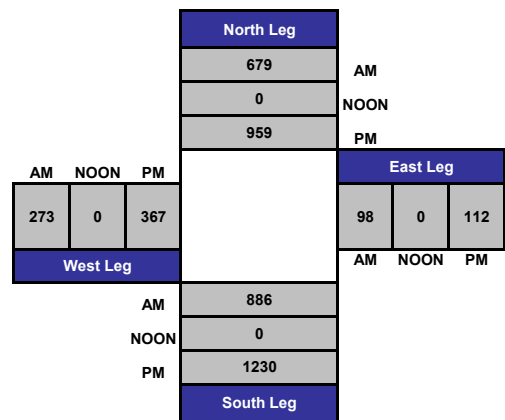 North Leg
679 AM
0 NOON
959 PM
AM NOON PM
East Leg
273 0 367
98 0 112
West Leg
AM NOON PM
AM 886
NOON 0
PM 1230
South Leg